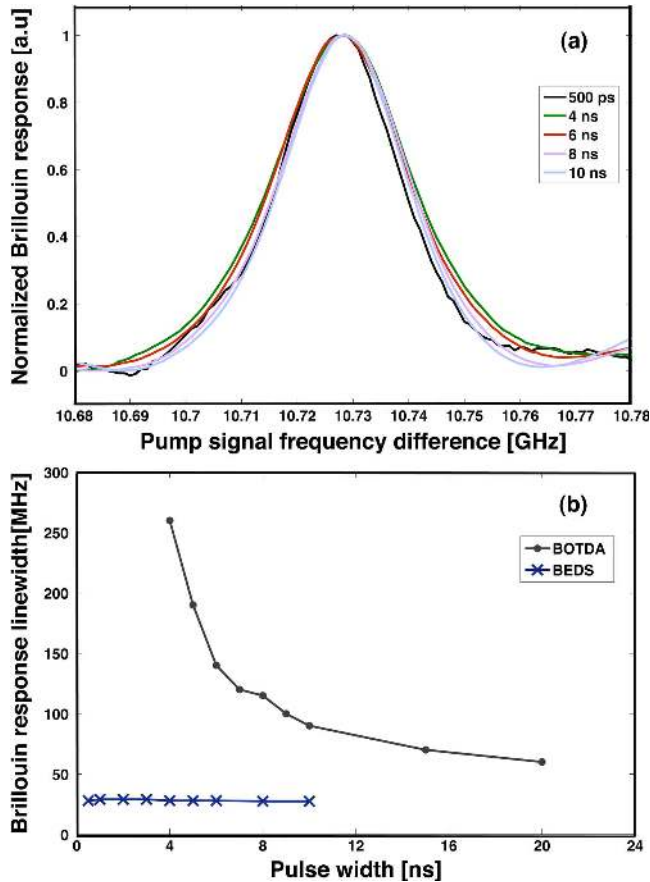 (a)
Normalized Brillouin response [a.u]
1
0.8
0.6
0.4
0.2
0
500 ps
4 ns
6 ns
8 ns
10 ns
10.68 10.69 10.7 10.71 10.72 10.73 10.74 10.75 10.76 10.77 10.78
Pump signal frequency difference [GHz]
(b)
Brillouin response linewidth[MHz]
300
250
200
150
100
50
0
BOTDA
BEDS
0 4 8 12 16 20 24
Pulse width [ns]